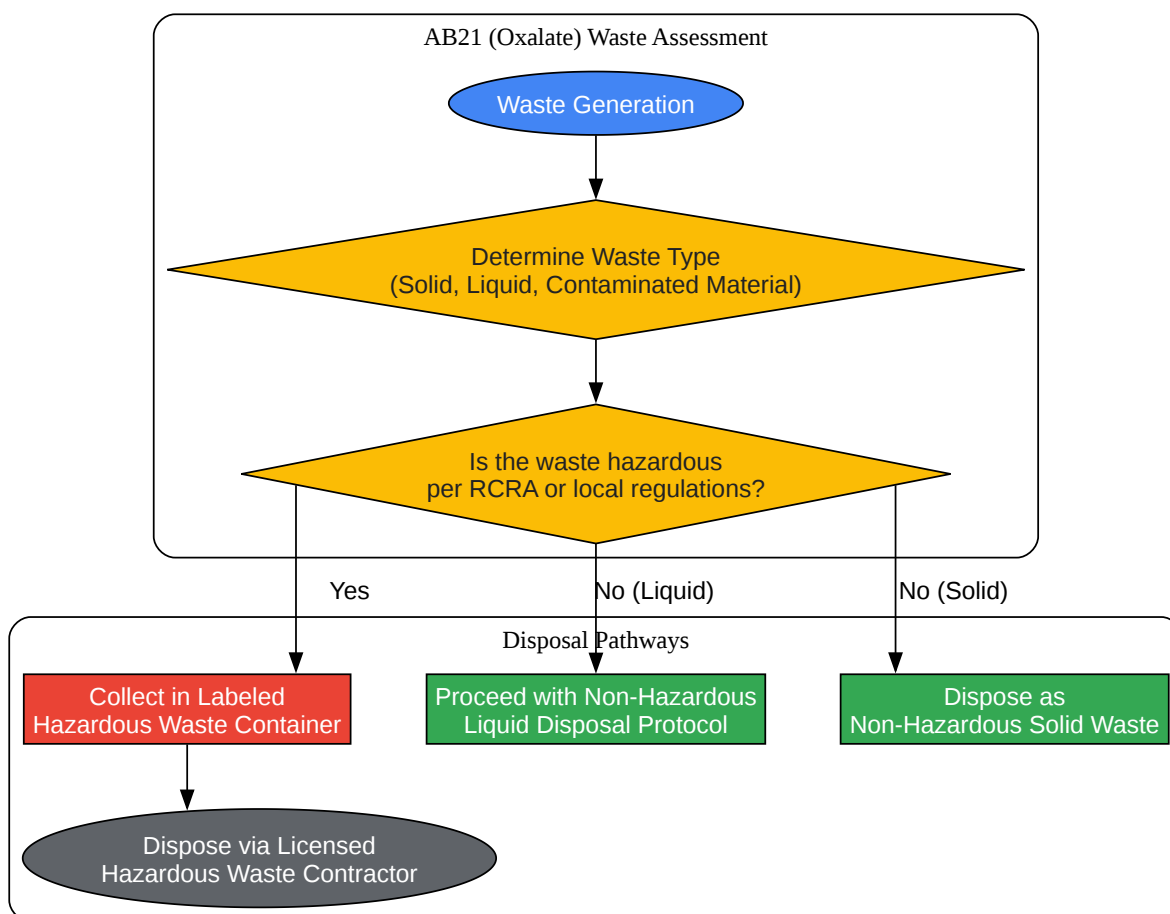 AB21 (Oxalate) Waste Assessment
Waste Generation
Determine Waste Type
(Solid, Liquid, Contaminated Material)
Is the waste hazardous
per RCRA or local regulations?
Yes
No (Liquid)
No (Solid)
Disposal Pathways
Collect in Labeled
Hazardous Waste Container
Proceed with Non-Hazardous
Liquid Disposal Protocol
Dispose as
Non-Hazardous Solid Waste
Dispose via Licensed
Hazardous Waste Contractor